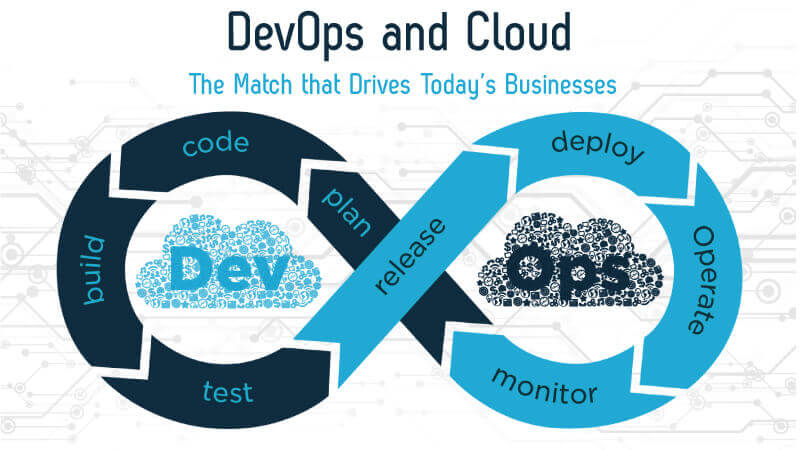 DevOps and Cloud
The Match that Drives Today's Businesses
code
plan
build
Dev
test
release
deploy
Operate
Ops
monitor